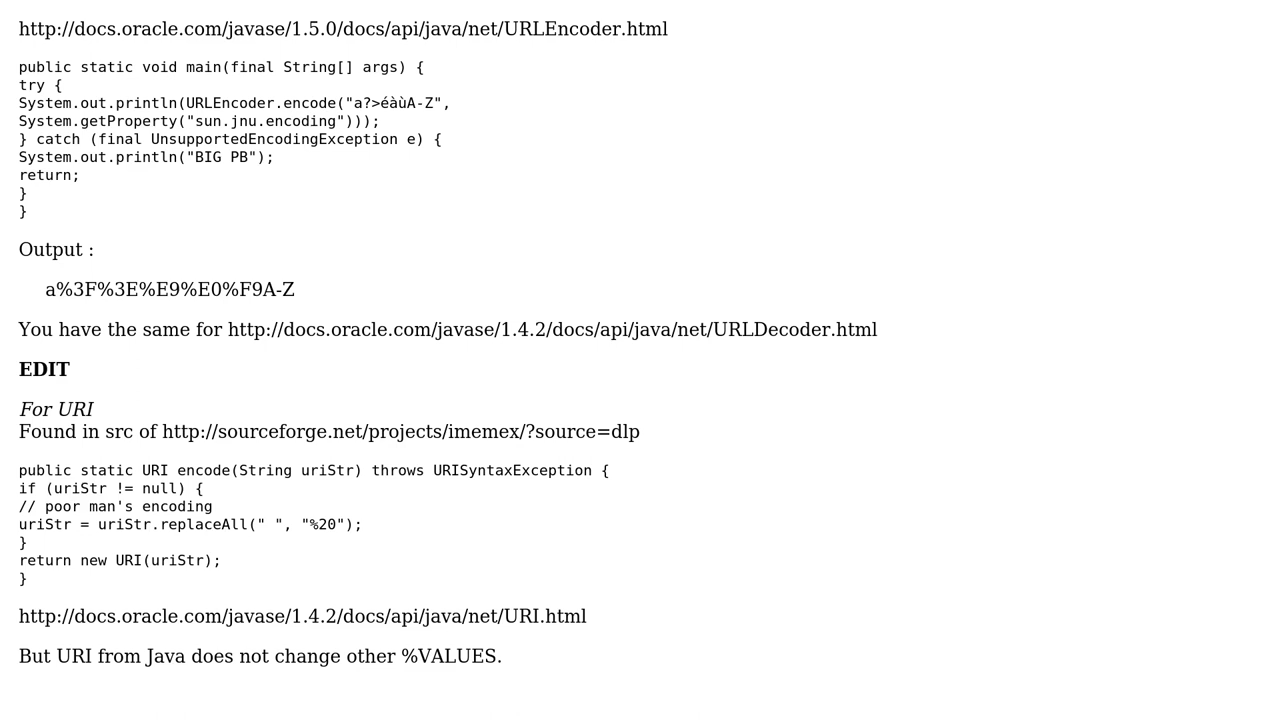 http://docs.oracle.com/javase/1.5.0/docs/api/java/net/URLEncoder.html
public static void main(final String[] args) {
try {
System.out.println(URLEncoder.encode("a?>éàùA-Z",
System.getProperty("sun.jnu.encoding")));
} catch (final UnsupportedEncodingException e) {
System.out.println("BIG PB");
return;
}
}
Output :
a%3F%3E%E9%E0%F9A-Z
You have the same for http://docs.oracle.com/javase/1.4.2/docs/api/java/net/URLDecoder.html
EDIT
For URI
Found in src of http://sourceforge.net/projects/imemex/?source=dlp
public static URI encode(String uriStr) throws URISyntaxException {
if (uriStr != null) {
// poor man's encoding
uriStr = uriStr.replaceAll(" ", "%20");
}
return new URI(uriStr);
}
http://docs.oracle.com/javase/1.4.2/docs/api/java/net/URI.html
But URI from Java does not change other %VALUES.